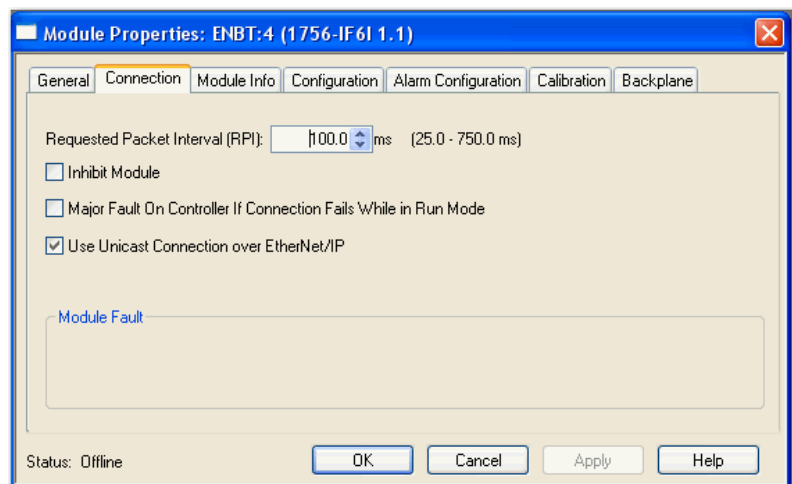 Module Properties: ENBT:4 (1756-IF6I 1.1)
General Connection Module Info Configuration Alarm Configuration Calibration Backplane
Requested Packet Interval (RPI): 100.0 ms (25.0 - 750.0 ms)
Inhibit Module
Major Fault On Controller If Connection Fails While in Run Mode
Use Unicast Connection over EtherNet/IP
Module Fault
Status: Offline OK Cancel Apply Help